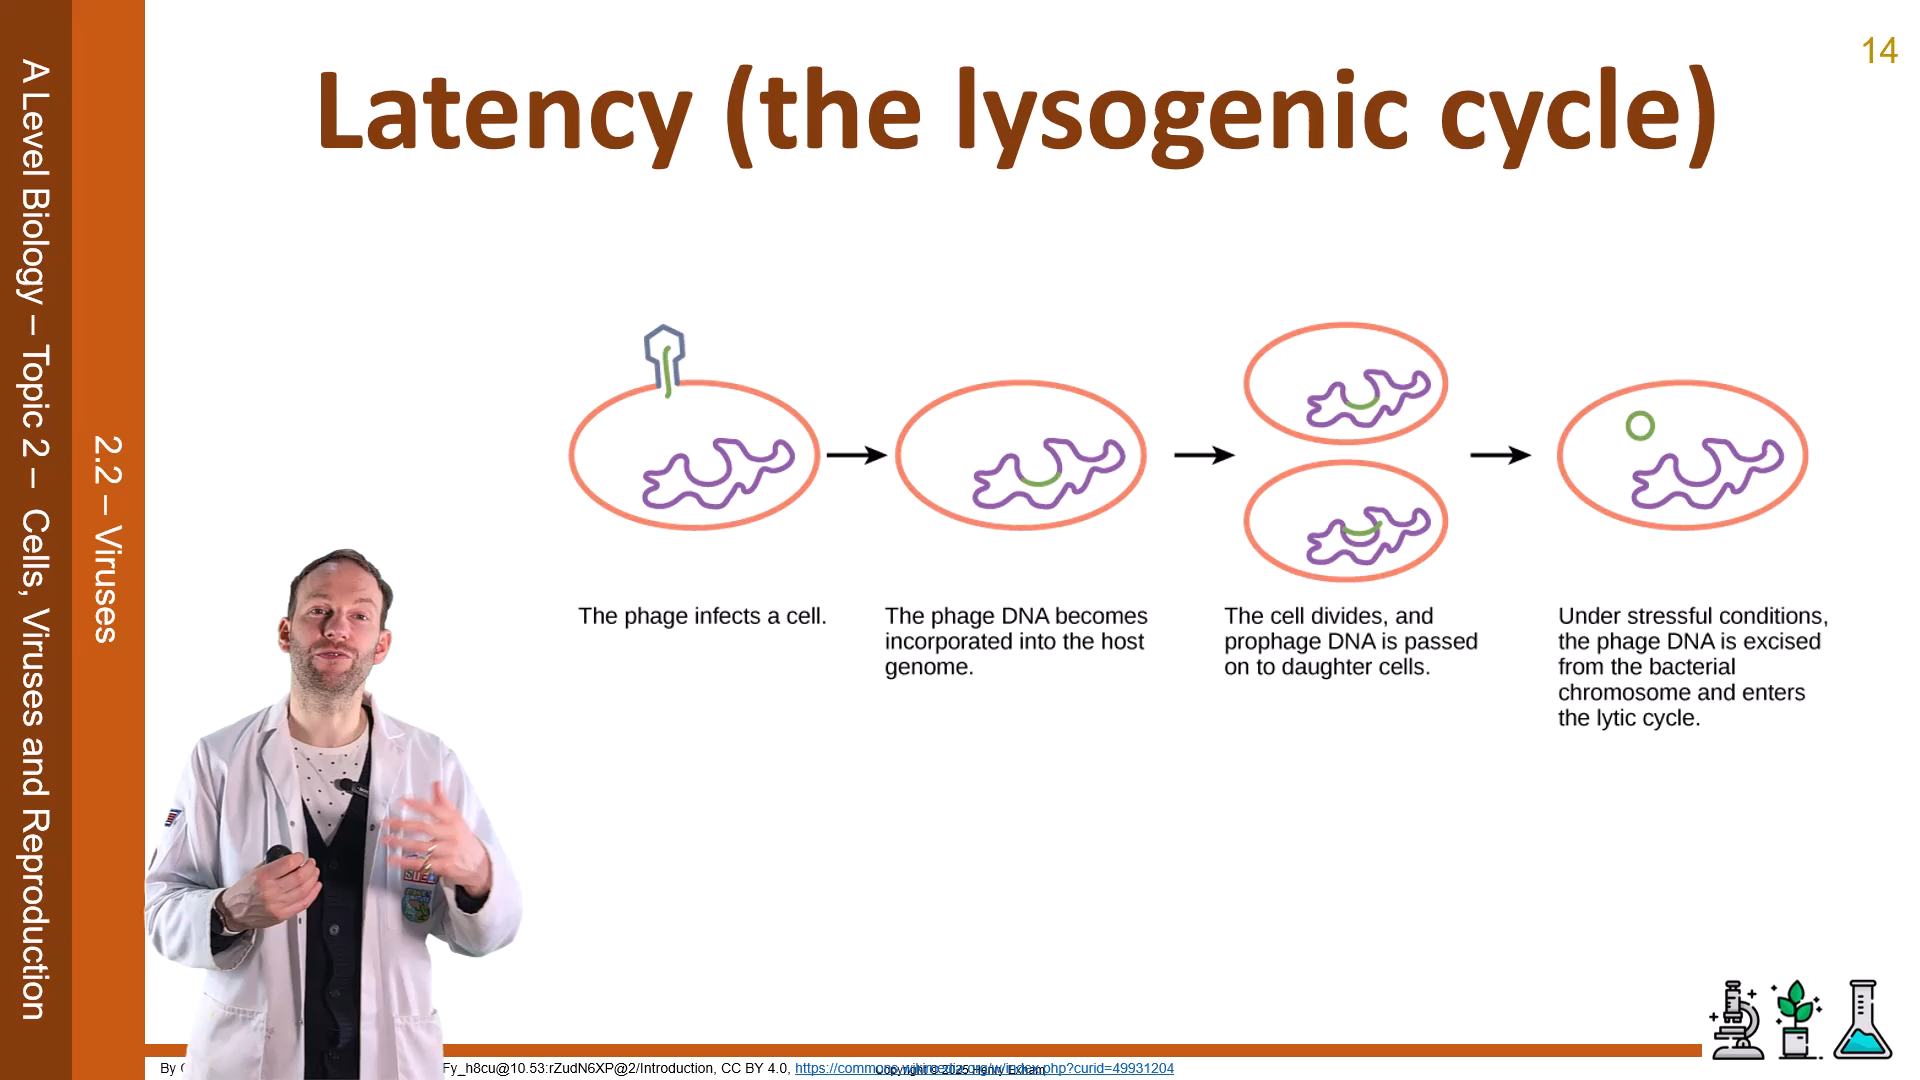 14
Latency (the lysogenic cycle)
A Level Biology – Topic 2 – Cells, Viruses and Reproduction
2.2 – Viruses
The phage infects a cell.
The phage DNA becomes
incorporated into the host
genome.
The cell divides, and
prophage DNA is passed
on to daughter cells.
Under stressful conditions,
the phage DNA is excised
from the bacterial
chromosome and enters
the lytic cycle.
STEM
By Fy_h8cu@10.53:rZudN6XP@2/Introduction, CC BY 4.0, https://commons.wikimedia.org/w/index.php?curid=49931204
Copyright © 2025 Henry Exham